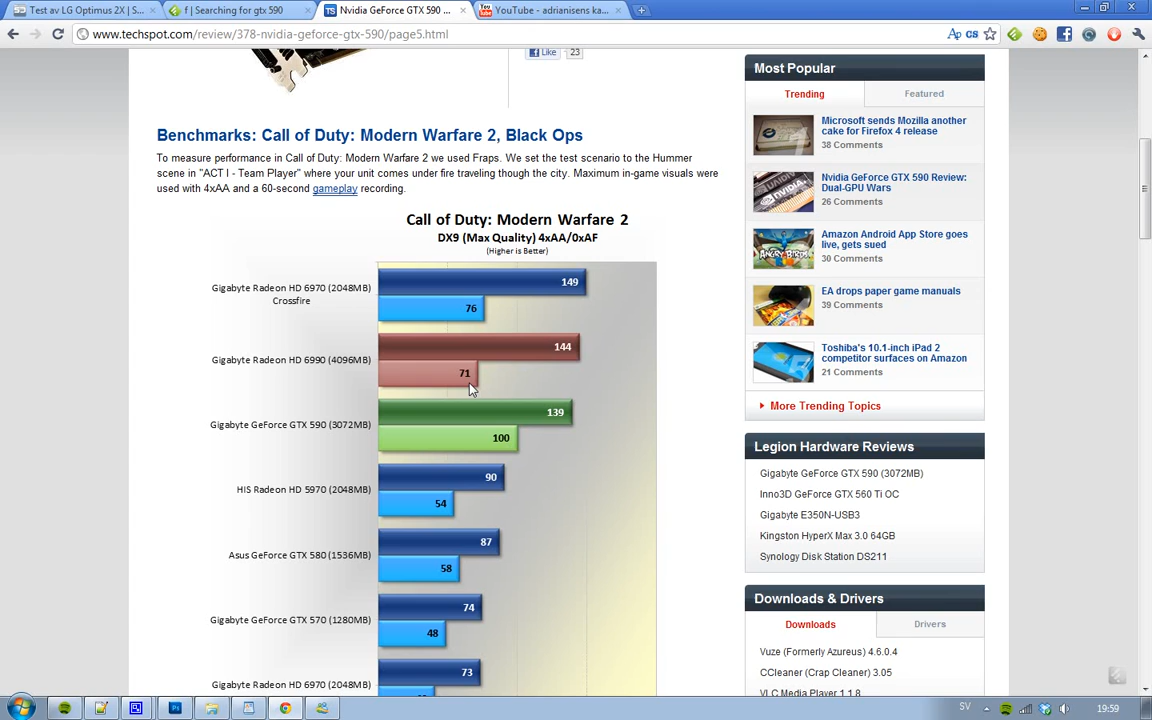 Test av LG Optimus 2X | S...
f | Searching for gtx 590
TS Nvidia GeForce GTX 590 ...
YouTube - adrianisens ka...
www.techspot.com/review/378-nvidia-geforce-gtx-590/page5.html
Like 23
Benchmarks: Call of Duty: Modern Warfare 2, Black Ops
To measure performance in Call of Duty: Modern Warfare 2 we used Fraps. We set the test scenario to the Hummer
scene in "ACT I - Team Player" where your unit comes under fire traveling though the city. Maximum in-game visuals were
used with 4xAA and a 60-second gameplay recording.
Call of Duty: Modern Warfare 2
DX9 (Max Quality) 4xAA/0xAF
(Higher is Better)
Gigabyte Radeon HD 6970 (2048MB)
Crossfire
149
76
Gigabyte Radeon HD 6990 (4096MB)
144
71
Gigabyte GeForce GTX 590 (3072MB)
139
100
HIS Radeon HD 5970 (2048MB)
90
54
Asus GeForce GTX 580 (1536MB)
87
58
Gigabyte GeForce GTX 570 (1280MB)
74
48
Gigabyte Radeon HD 6970 (2048MB)
73
Most Popular
Trending
Featured
Microsoft sends Mozilla another
cake for Firefox 4 release
38 Comments
Nvidia GeForce GTX 590 Review:
Dual-GPU Wars
26 Comments
Amazon Android App Store goes
live, gets sued
30 Comments
EA drops paper game manuals
39 Comments
Toshiba's 10.1-inch iPad 2
competitor surfaces on Amazon
21 Comments
More Trending Topics
Legion Hardware Reviews
Gigabyte GeForce GTX 590 (3072MB)
Inno3D GeForce GTX 560 Ti OC
Gigabyte E350N-USB3
Kingston HyperX Max 3.0 64GB
Synology Disk Station DS211
Downloads & Drivers
Downloads
Drivers
Vuze (Formerly Azureus) 4.6.0.4
CCleaner (Crap Cleaner) 3.05
VLC Media Player 1.1.8
SV
19:59